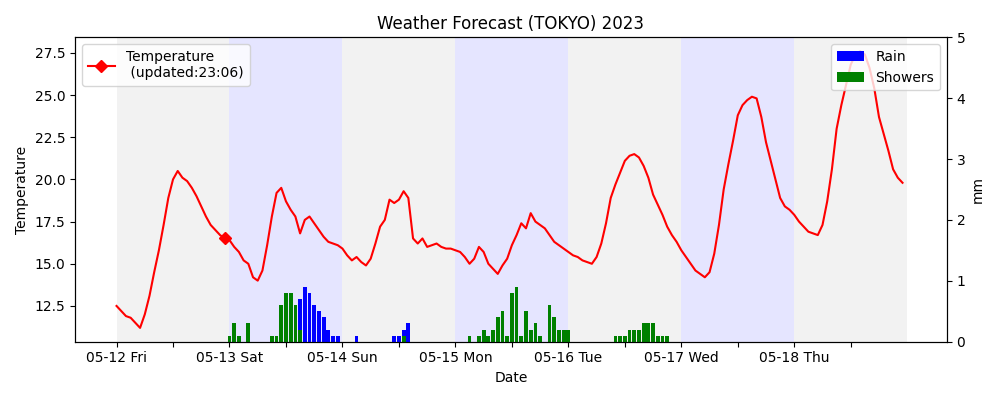 Weather Forecast (TOKYO) 2023
Temperature
(updated:23:06)
Rain
Showers
27.5
25.0
22.5
20.0
17.5
15.0
12.5
Temperature
5
4
3
2
1
0
mm
05-12 Fri
05-13 Sat
05-14 Sun
05-15 Mon
05-16 Tue
05-17 Wed
05-18 Thu
Date